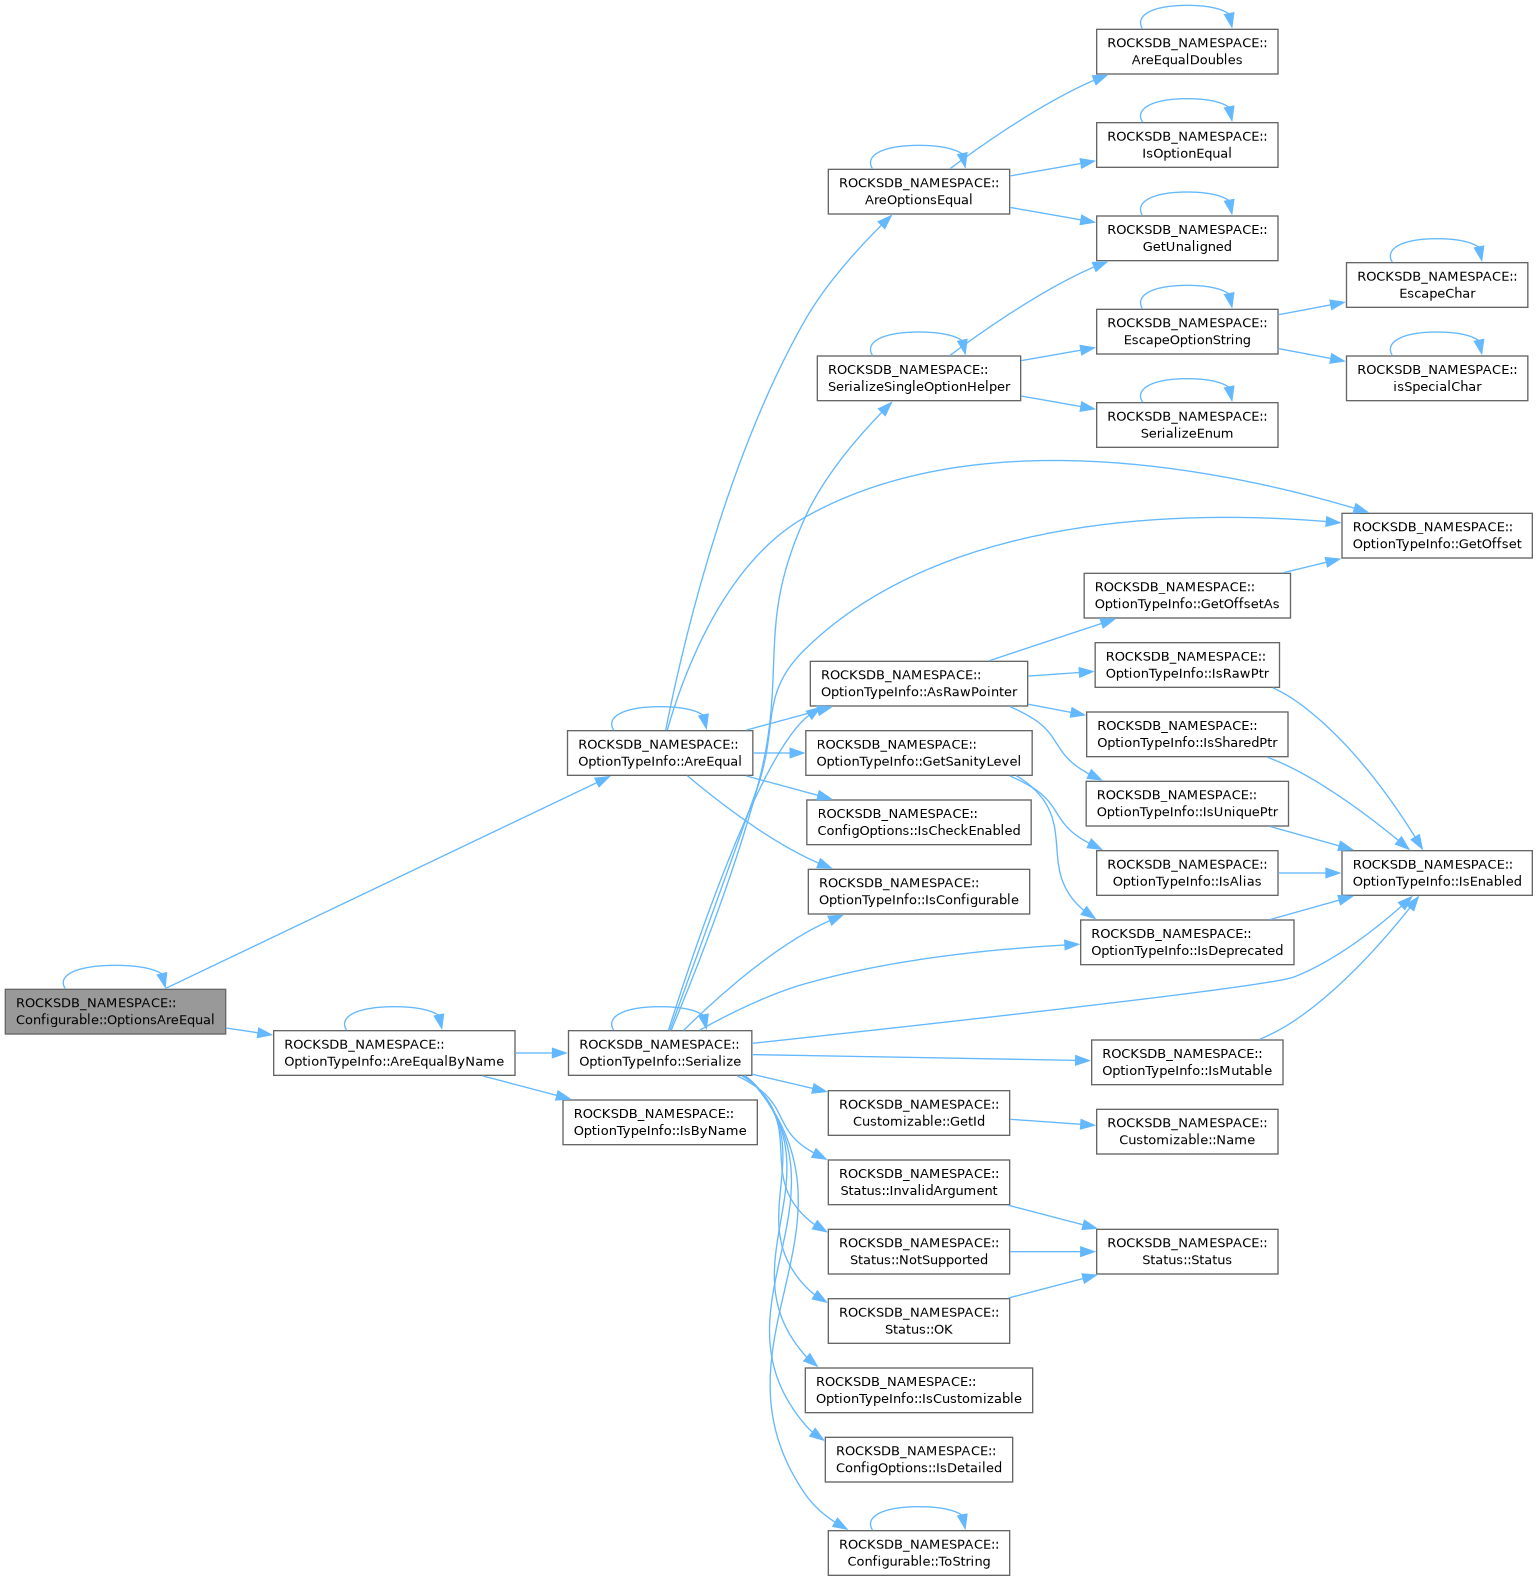 ROCKSDB_NAMESPACE::
AreEqualDoubles
ROCKSDB_NAMESPACE::
IsOptionEqual
ROCKSDB_NAMESPACE::
AreOptionsEqual
ROCKSDB_NAMESPACE::
GetUnaligned
ROCKSDB_NAMESPACE::
EscapeChar
ROCKSDB_NAMESPACE::
EscapeOptionString
ROCKSDB_NAMESPACE::
SerializeSingleOptionHelper
ROCKSDB_NAMESPACE::
isSpecialChar
ROCKSDB_NAMESPACE::
SerializeEnum
ROCKSDB_NAMESPACE::
OptionTypeInfo::GetOffset
ROCKSDB_NAMESPACE::
OptionTypeInfo::GetOffsetAs
ROCKSDB_NAMESPACE::
OptionTypeInfo::IsRawPtr
ROCKSDB_NAMESPACE::
OptionTypeInfo::AsRawPointer
ROCKSDB_NAMESPACE::
OptionTypeInfo::IsSharedPtr
ROCKSDB_NAMESPACE::
OptionTypeInfo::AreEqual
ROCKSDB_NAMESPACE::
OptionTypeInfo::GetSanityLevel
ROCKSDB_NAMESPACE::
OptionTypeInfo::IsUniquePtr
ROCKSDB_NAMESPACE::
ConfigOptions::IsCheckEnabled
ROCKSDB_NAMESPACE::
OptionTypeInfo::IsAlias
ROCKSDB_NAMESPACE::
OptionTypeInfo::IsEnabled
ROCKSDB_NAMESPACE::
OptionTypeInfo::IsConfigurable
ROCKSDB_NAMESPACE::
OptionTypeInfo::IsDeprecated
ROCKSDB_NAMESPACE::
Configurable::OptionsAreEqual
ROCKSDB_NAMESPACE::
OptionTypeInfo::AreEqualByName
ROCKSDB_NAMESPACE::
OptionTypeInfo::Serialize
ROCKSDB_NAMESPACE::
OptionTypeInfo::IsMutable
ROCKSDB_NAMESPACE::
OptionTypeInfo::IsByName
ROCKSDB_NAMESPACE::
Customizable::GetId
ROCKSDB_NAMESPACE::
Customizable::Name
ROCKSDB_NAMESPACE::
Status::InvalidArgument
ROCKSDB_NAMESPACE::
Status::NotSupported
ROCKSDB_NAMESPACE::
Status::Status
ROCKSDB_NAMESPACE::
Status::OK
ROCKSDB_NAMESPACE::
OptionTypeInfo::IsCustomizable
ROCKSDB_NAMESPACE::
ConfigOptions::IsDetailed
ROCKSDB_NAMESPACE::
Configurable::ToString